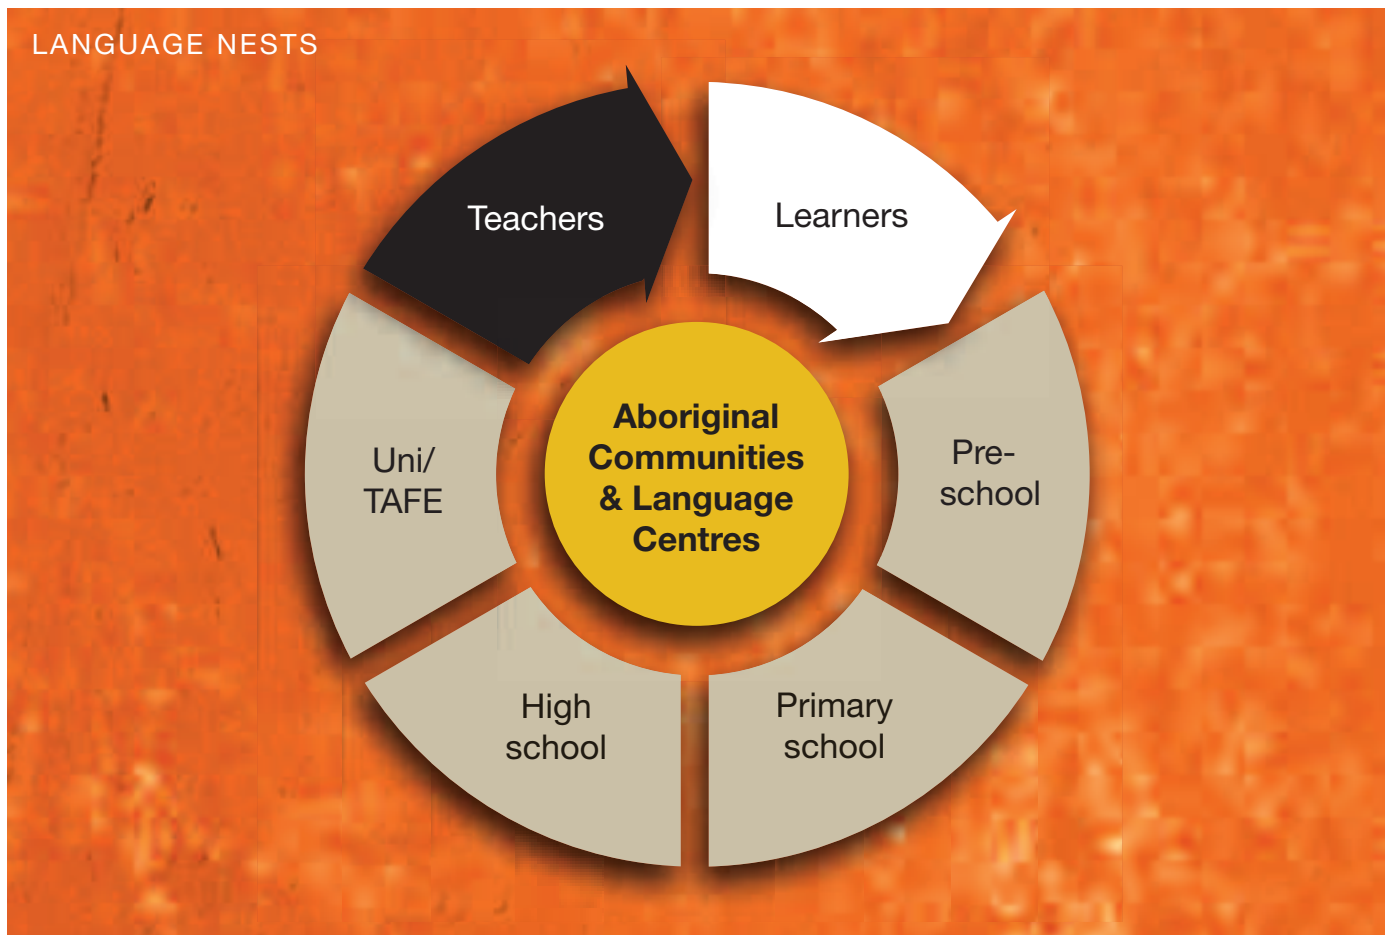 LANGUAGE NESTS
Teachers
Learners
Pre-
school
Primary
school
High
school
Uni/
TAFE
Aboriginal
Communities
& Language
Centres